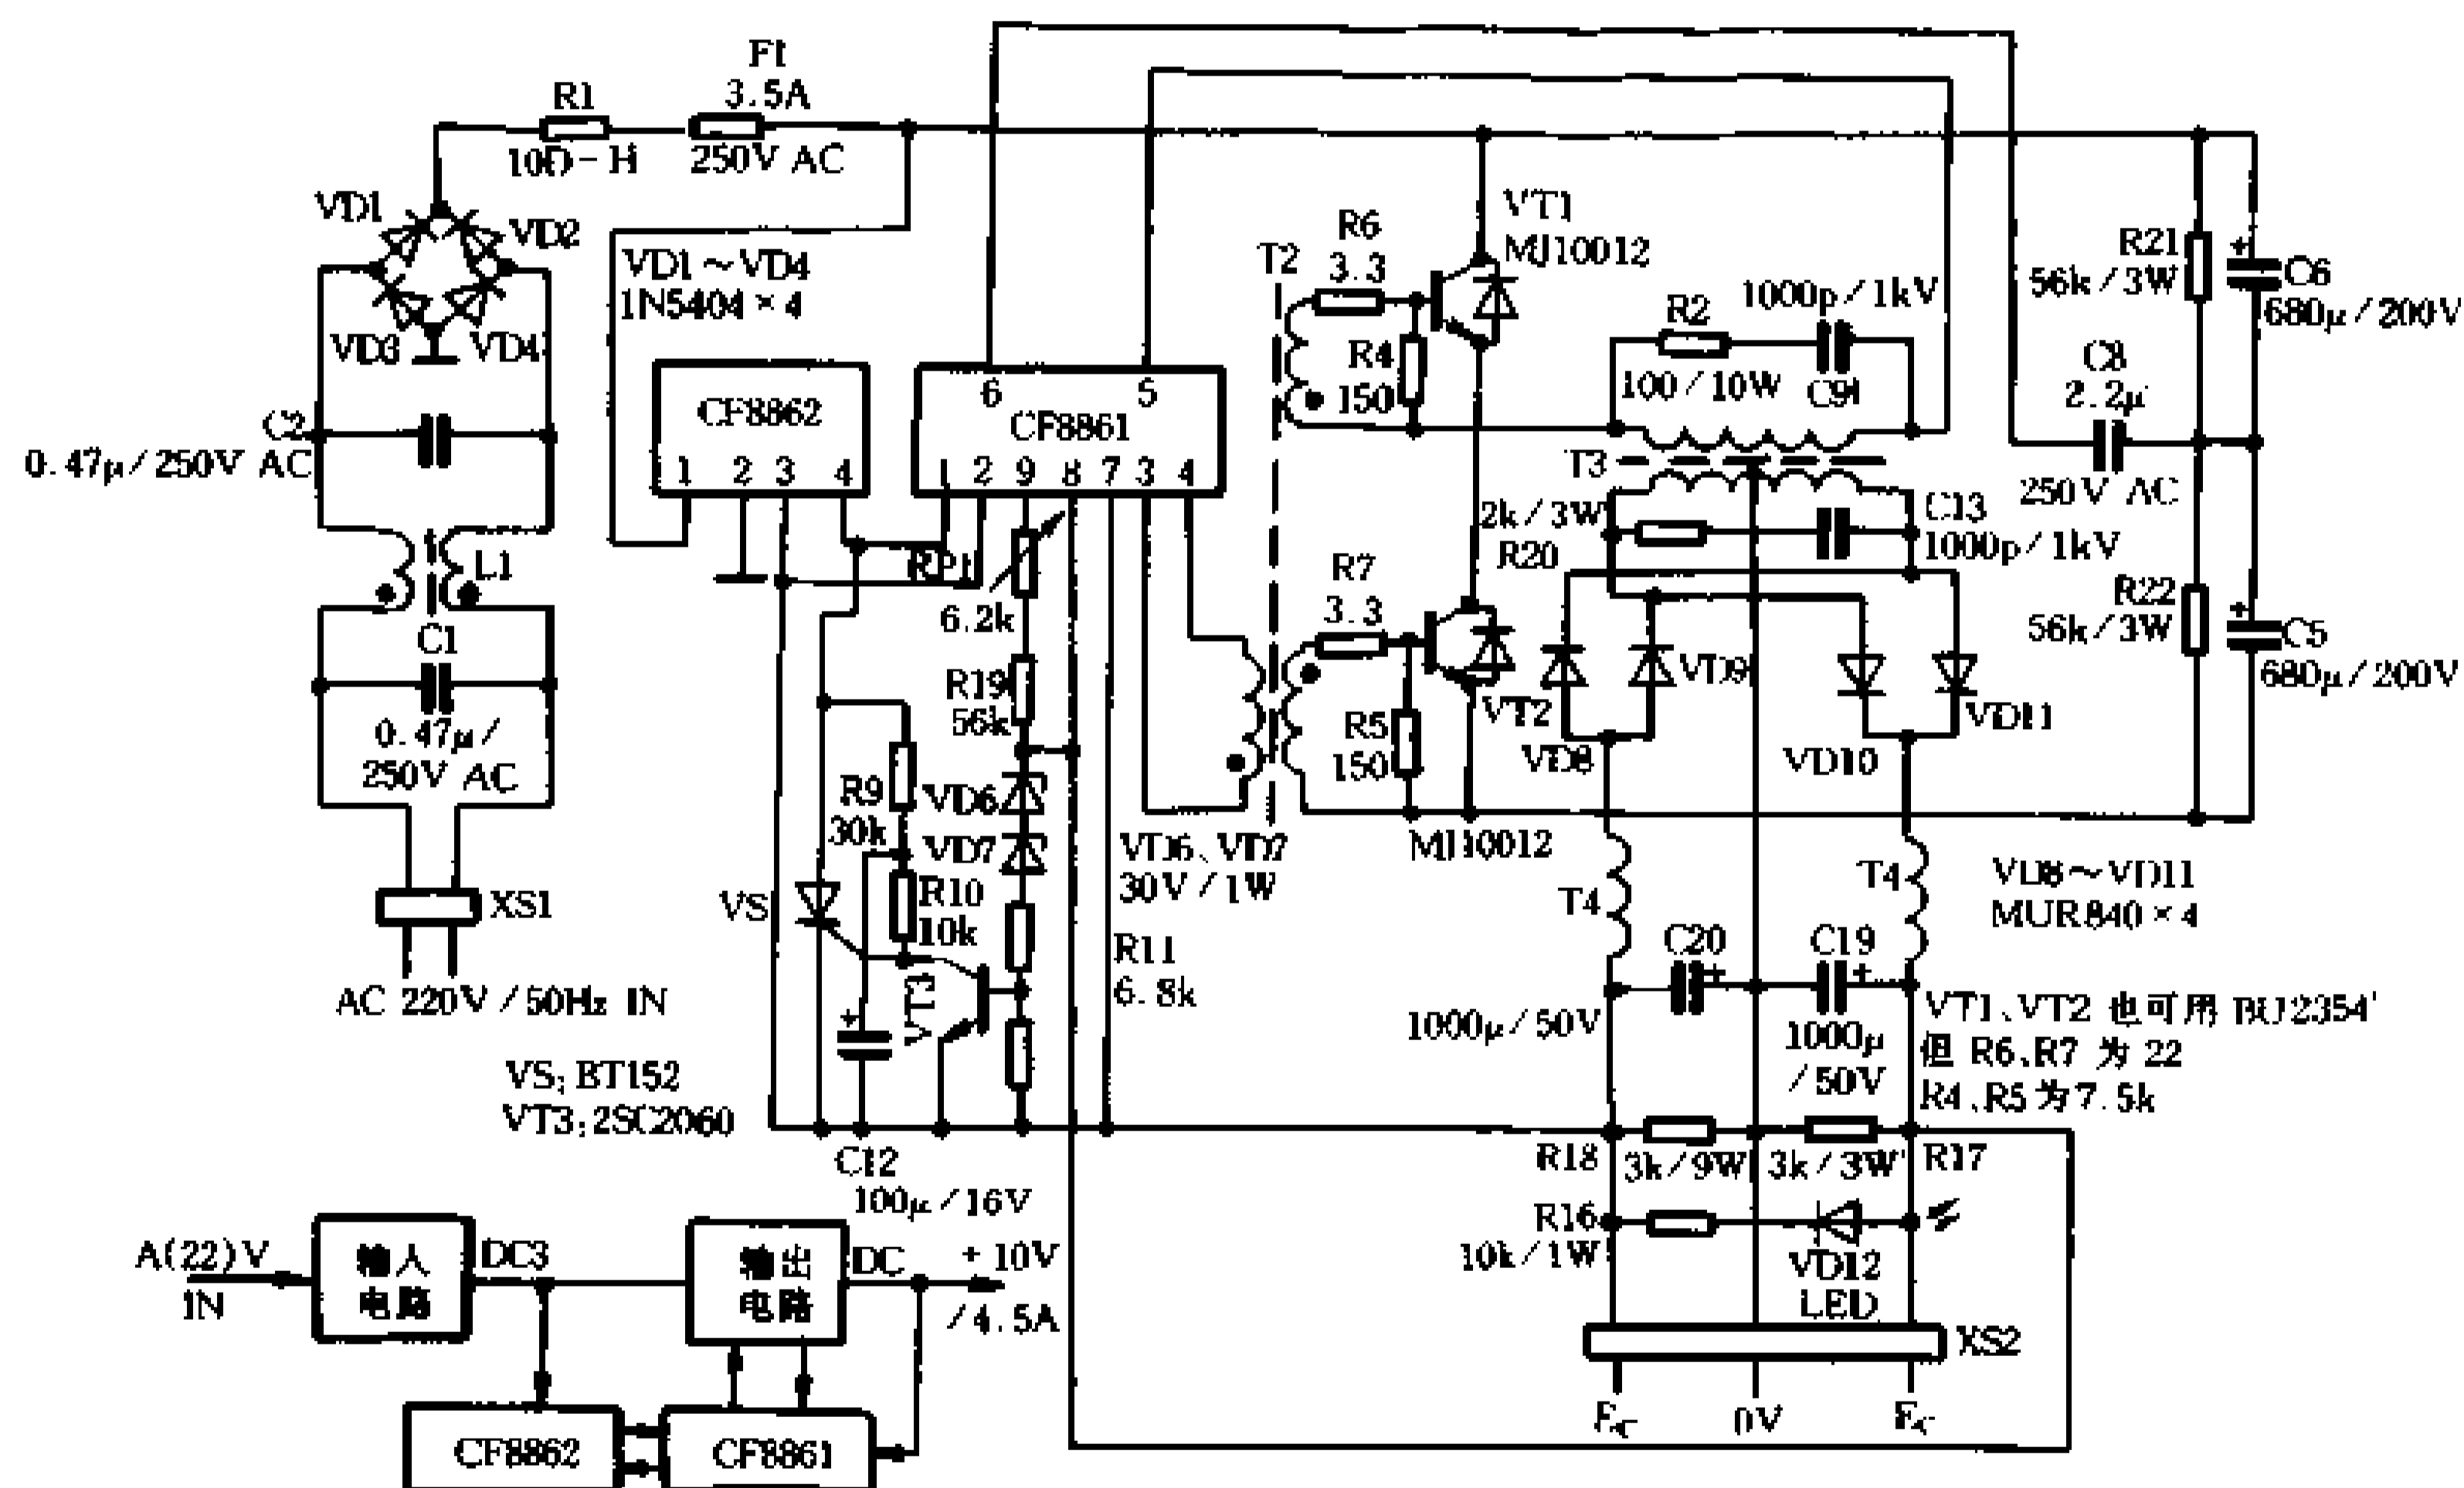 F1
3.5A
R1
250V AC
VD1
VD2
VD1～VD4
1N5404×4
VD3
VD4
C2
0.47μ/250V AC
L1
C1
0.47μ/
250V AC
XS1
AC 220V/50Hz IN
CF8862
1 2 3 4
6 5
CF8861
2 9 8 7 3 4
RP1
6.2k
R19
56k
R9
30k
VD6
VD7
VS
R10
10k
VT3
R11
6.8k
VD6、VD7
30V/1W
VS:BT152
VT3:2SC2060
C12
100μ/16V
T2
R6
3.3
VT1
MJ10012
R4
150
R7
3.3
R5
150
VT2
MJ10012
R2
1000p/1kV
100/10W
T3
2k/3W
R20
C13
1000p/1kV
VD9
VD8
VD10
VD11
R21
56k/3W
C6
680μ/200V
C8
2.2μ
250V AC
R22
56k/3W
C5
680μ/200V
T4
T4
VD8～VD11
MUR840×4
C20
C19
1000μ/50V
1000μ
/50V
VT1、VT2 也可用
但 R6、R7 为 22
R4、R5为7.5k
R18
3k/9W
3k/3W
R17
R16
10k/1W
VD12
LED
XS2
0V
A(22)V
IN
输入
电路
DC3
输出
电路
DC
+10V
/4.5A
CF8862
CF8861